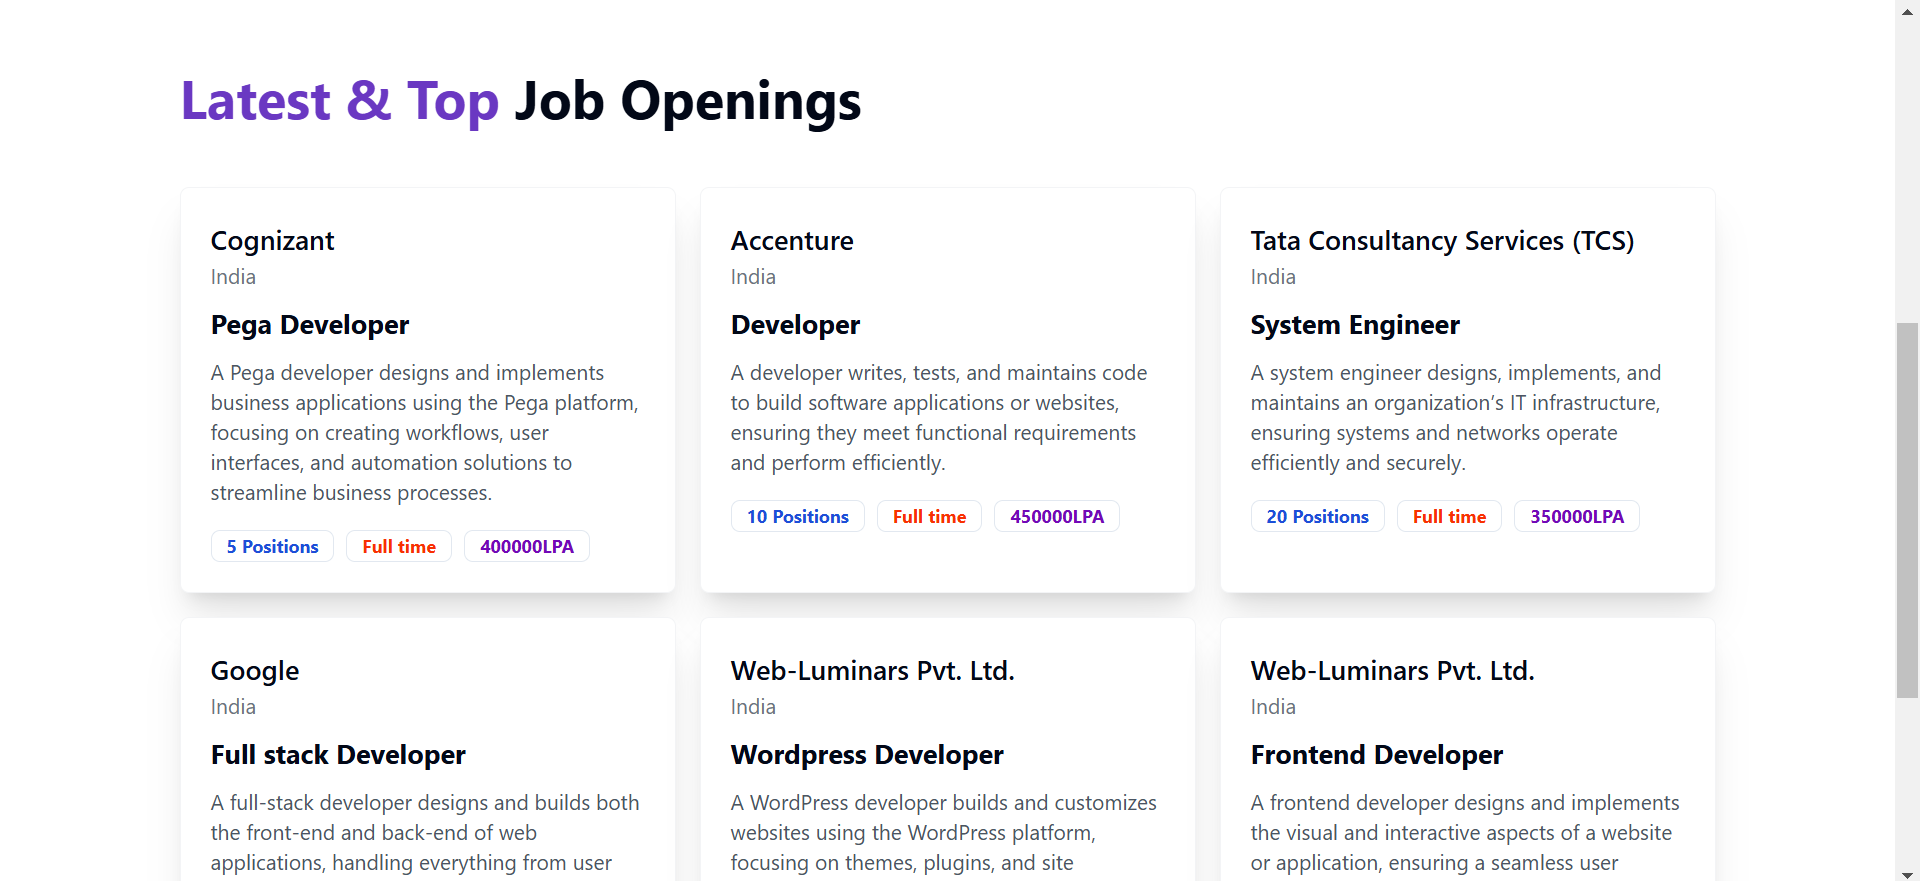 Latest & Top Job Openings
Cognizant
India
Pega Developer
A Pega developer designs and implements
business applications using the Pega platform,
focusing on creating workflows, user
interfaces, and automation solutions to
streamline business processes.
5 Positions
Full time
400000LPA
Accenture
India
Developer
A developer writes, tests, and maintains code
to build software applications or websites,
ensuring they meet functional requirements
and perform efficiently.
10 Positions
Full time
450000LPA
Tata Consultancy Services (TCS)
India
System Engineer
A system engineer designs, implements, and
maintains an organization’s IT infrastructure,
ensuring systems and networks operate
efficiently and securely.
20 Positions
Full time
350000LPA
Google
India
Full stack Developer
A full-stack developer designs and builds both
the front-end and back-end of web
applications, handling everything from user
Web-Luminars Pvt. Ltd.
India
Wordpress Developer
A WordPress developer builds and customizes
websites using the WordPress platform,
focusing on themes, plugins, and site
Web-Luminars Pvt. Ltd.
India
Frontend Developer
A frontend developer designs and implements
the visual and interactive aspects of a website
or application, ensuring a seamless user